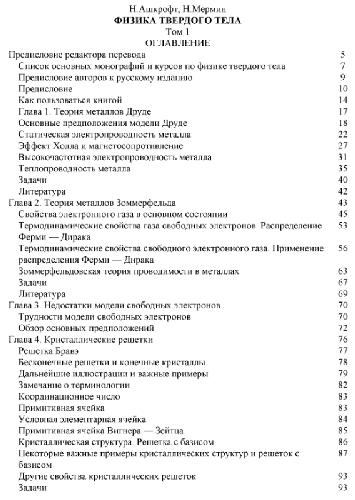 Н.Ашкрофт, Н.Мермин
ФИЗИКА ТВЕРДОГО ТЕЛА
Том 1
ОГЛАВЛЕНИЕ
Предисловие редактора перевода 5
Список основных монографий и курсов по физике твердого тела 7
Предисловие авторов к русскому изданию 9
Предисловие 10
Как пользоваться книгой 14
Глава 1. Теория металлов Друде 17
Основные предположения модели Друде 18
Статическая электропроводность металла 22
Эффект Холла и магнетосопротивление 27
Высокочастотная электропроводность металла 31
Теплопроводность металла 35
Задачи 40
Литература 42
Глава 2. Теория металлов Зоммерфельда 43
Свойства электронного газа в основном состоянии 45
Термодинамические свойства газа свободных электронов. Распределение 53
Ферми — Дирака
Термодинамические свойства свободного электронного газа. Применение 56
распределения Ферми — Дирака
Зоммерфельдовская теория проводимости в металлах 63
Задачи 67
Литература 69
Глава 3. Недостатки модели свободных электронов 70
Трудности модели свободных электронов 70
Обзор основных предположений 72
Глава 4. Кристаллические решетки 76
Решетка Бравэ 77
Бесконечные решетки и конечные кристаллы 78
Дальнейшие иллюстрации и важные примеры 79
Замечание о терминологии 82
Координационное число 83
Примитивная ячейка 83
Условная элементарная ячейка 84
Примитивная ячейка Вигнера — Зейтца 85
Кристаллическая структура. Решетка с базисом 86
Некоторые важные примеры кристаллических структур и решеток с 87
базисом
Другие свойства кристаллических решеток 93
Задачи 93